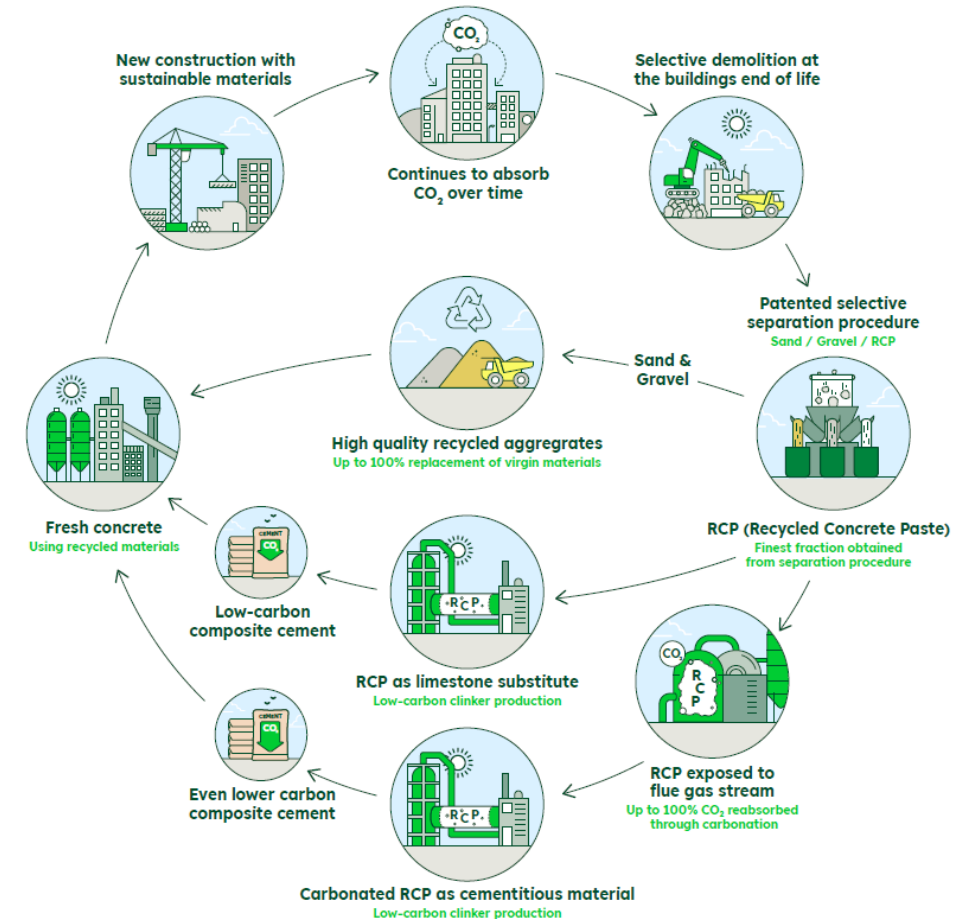 CO₂
New construction with
sustainable materials
Selective demolition at
the buildings end of life
Continues to absorb
CO₂ over time
Patented selective
separation procedure
Sand / Gravel / RCP
Sand &
Gravel
High quality recycled aggregrates
Up to 100% replacement of virgin materials
Fresh concrete
Using recycled materials
RCP (Recycled Concrete Paste)
Finest fraction obtained
from separation procedure
CEMENT
CO₂
Low-carbon
composite cement
RCP
RCP as limestone substitute
Low-carbon clinker production
CO₂
R
C
P
RCP exposed to
flue gas stream
Up to 100% CO₂ reabsorbed
through carbonation
CEMENT
CO₂
Even lower carbon
composite cement
RCP
Carbonated RCP as cementitious material
Low-carbon clinker production